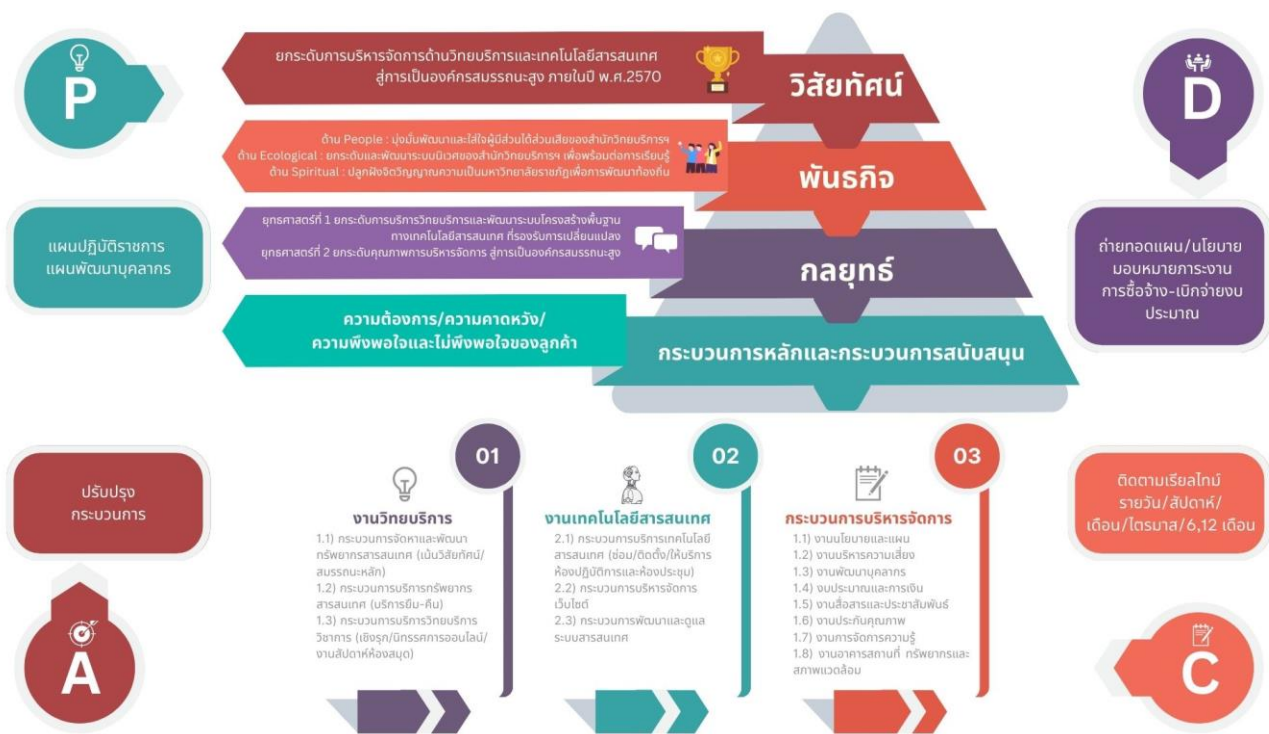 P
แผนปฏิบัติราชการ
แผนพัฒนาบุคลากร
ยกระดับการบริหารจัดการด้านวิทยบริการและเทคโนโลยีสารสนเทศ
สู่การเป็นองค์กรสมรรถนะสูง ภายในปี พ.ศ.2570
วิสัยทัศน์
ด้าน People : มุ่งมั่นพัฒนาและใส่ใจผู้มีส่วนได้ส่วนเสียของสำนักวิทยบริการฯ
ด้าน Ecological : ยกระดับและพัฒนาระบบนิเวศของสำนักวิทยบริการฯ เพื่อพร้อมต่อการเรียนรู้
ด้าน Spiritual : ปลูกฝังจิตวิญญาณความเป็นมหาวิทยาลัยราชภัฏเพื่อการพัฒนาท้องถิ่น
พันธกิจ
ยุทธศาสตร์ที่ 1 ยกระดับการบริการวิทยบริการและพัฒนาระบบโครงสร้างพื้นฐาน
ทางเทคโนโลยีสารสนเทศ ที่รองรับการเปลี่ยนแปลง
ยุทธศาสตร์ที่ 2 ยกระดับคุณภาพการบริหารจัดการ สู่การเป็นองค์กรสมรรถนะสูง
กลยุทธ์
ความต้องการ/ความคาดหวัง/
ความพึงพอใจและไม่พึงพอใจของลูกค้า
กระบวนการหลักและกระบวนการสนับสนุน
D
ถ่ายทอดแผน/นโยบาย
มอบหมายภาระงาน
การซื้อจ้าง-เบิกจ่ายงบ
ประมาณ
ปรับปรุง
กระบวนการ
A
01
งานวิทยบริการ
1.1) กระบวนการจัดหาและพัฒนา
ทรัพยากรสารสนเทศ (เน้นวิสัยทัศน์/
สมรรถนะหลัก)
1.2) กระบวนการบริการทรัพยากร
สารสนเทศ (บริการยืม-คืน)
1.3) กระบวนการบริการวิทยบริการ
วิชาการ (เชิงรุก/นิทรรศการออนไลน์/
งานสัปดาห์ห้องสมุด)
02
งานเทคโนโลยีสารสนเทศ
2.1) กระบวนการบริการเทคโนโลยี
สารสนเทศ (ซ่อม/ติดตั้ง/ให้บริการ
ห้องปฏิบัติการและห้องประชุม)
2.2) กระบวนการบริหารจัดการ
เว็บไซต์
2.3) กระบวนการพัฒนาและดูแล
ระบบสารสนเทศ
03
กระบวนการบริหารจัดการ
1.1) งานนโยบายและแผน
1.2) งานบริหารความเสี่ยง
1.3) งานพัฒนาบุคลากร
1.4) งบประมาณและการเงิน
1.5) งานสื่อสารและประชาสัมพันธ์
1.6) งานประกันคุณภาพ
1.7) งานการจัดการความรู้
1.8) งานอาคารสถานที่ ทรัพยากรและ
สภาพแวดล้อม
ติดตามเรียลไทม์
รายวัน/สัปดาห์/
เดือน/ไตรมาส/6,12 เดือน
C